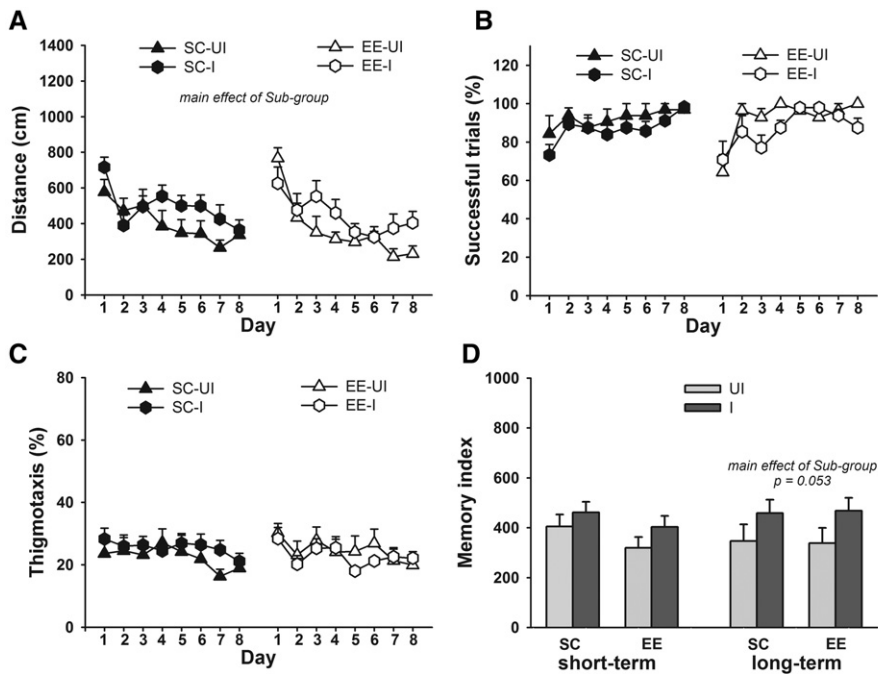 A
Distance (cm)
1400
1200
1000
800
600
400
200
0
SC-UI
SC-I
EE-UI
EE-I
main effect of Sub-group
1 2 3 4 5 6 7 8 1 2 3 4 5 6 7 8
Day
B
Successful trials (%)
120
100
80
60
40
20
0
SC-UI
SC-I
EE-UI
EE-I
1 2 3 4 5 6 7 8 1 2 3 4 5 6 7 8
Day
C
Thigmotaxis (%)
80
60
40
20
0
SC-UI
SC-I
EE-UI
EE-I
1 2 3 4 5 6 7 8 1 2 3 4 5 6 7 8
Day
D
Memory index
1000
800
600
400
200
0
UI
I
main effect of Sub-group
p = 0.053
SC EE SC EE
short-term long-term